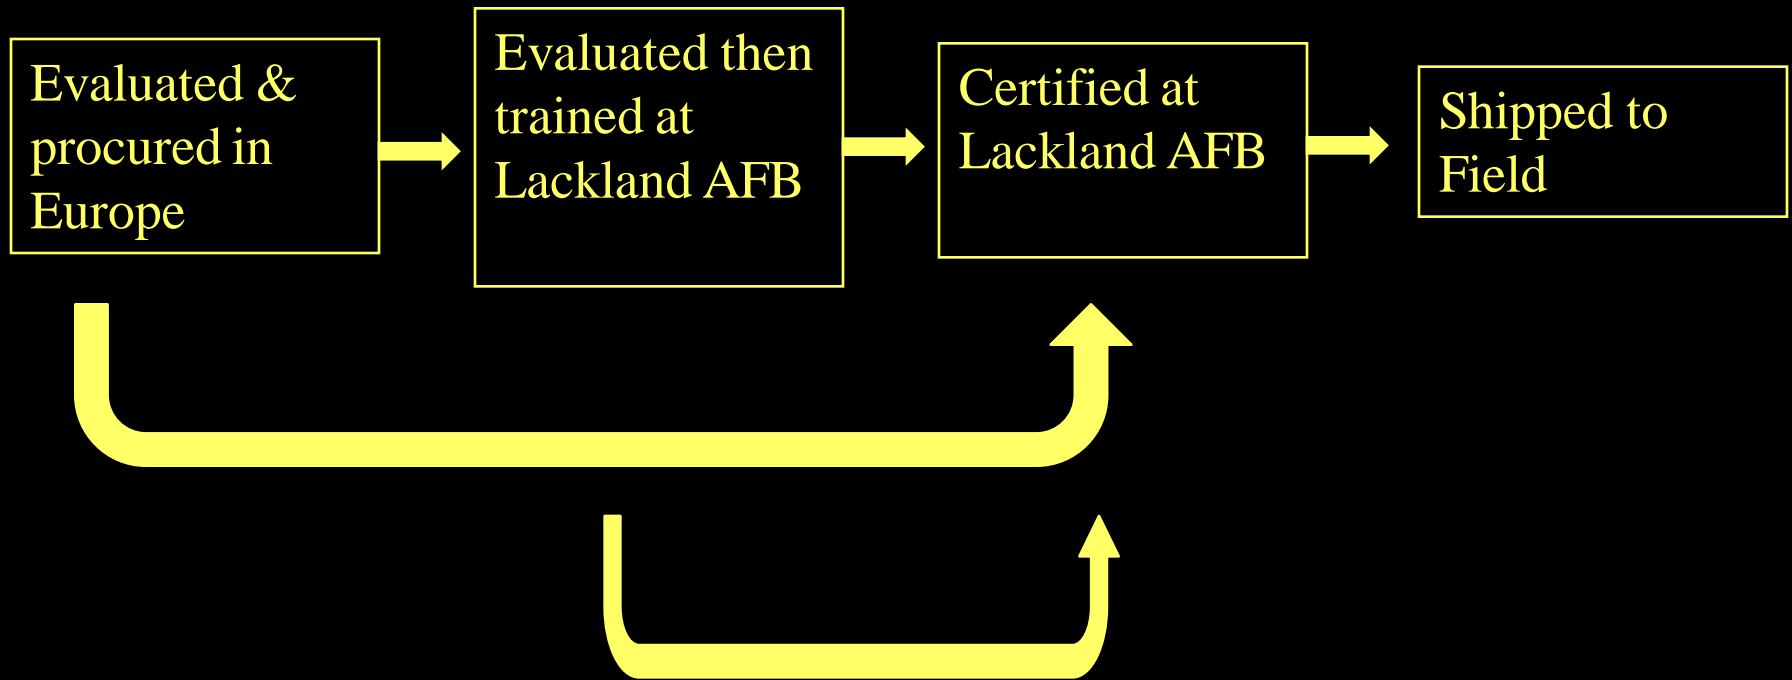 Evaluated &
procured in
Europe
Evaluated then
trained at
Lackland AFB
Certified at
Lackland AFB
Shipped to
Field